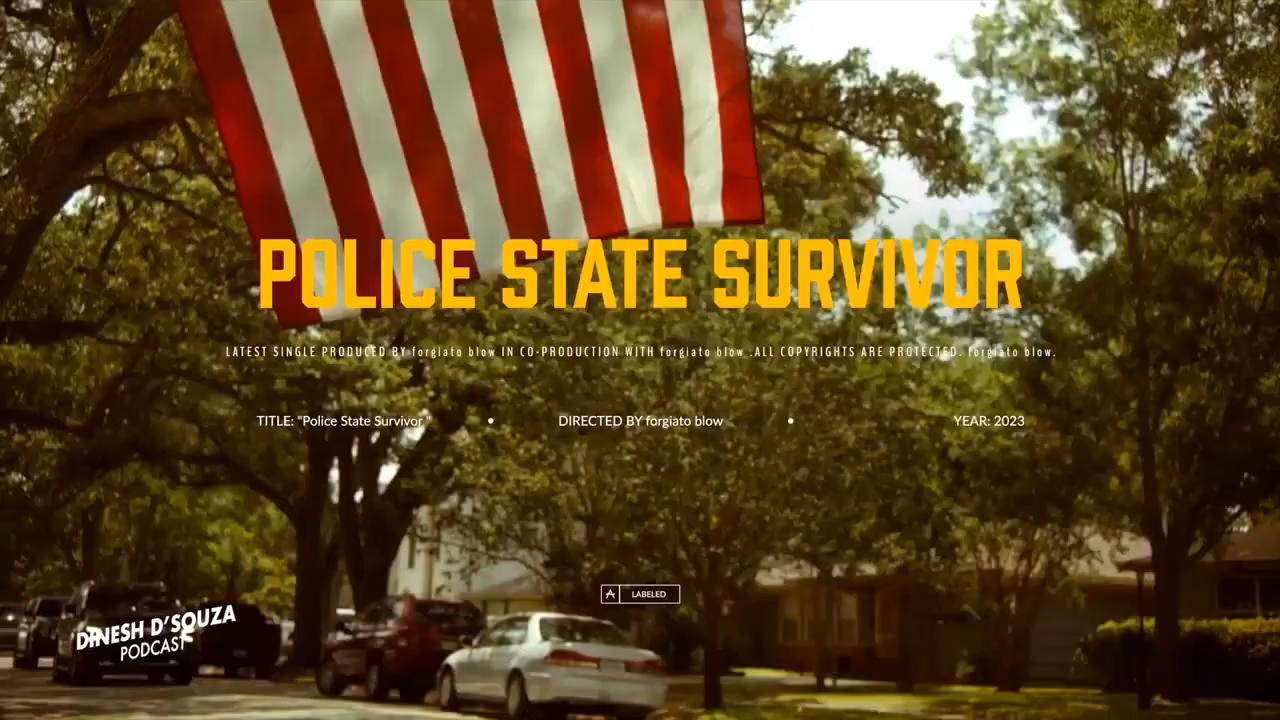 POLICE STATE SURVIVOR
LATEST SINGLE PRODUCED BY forgiato blow IN CO-PRODUCTION WITH forgiato blow .ALL COPYRIGHTS ARE PROTECTED. forgiato blow.
TITLE: "Police State Survivor " • DIRECTED BY forgiato blow • YEAR: 2023
LABELED
DINESH D'SOUZA
PODCAST